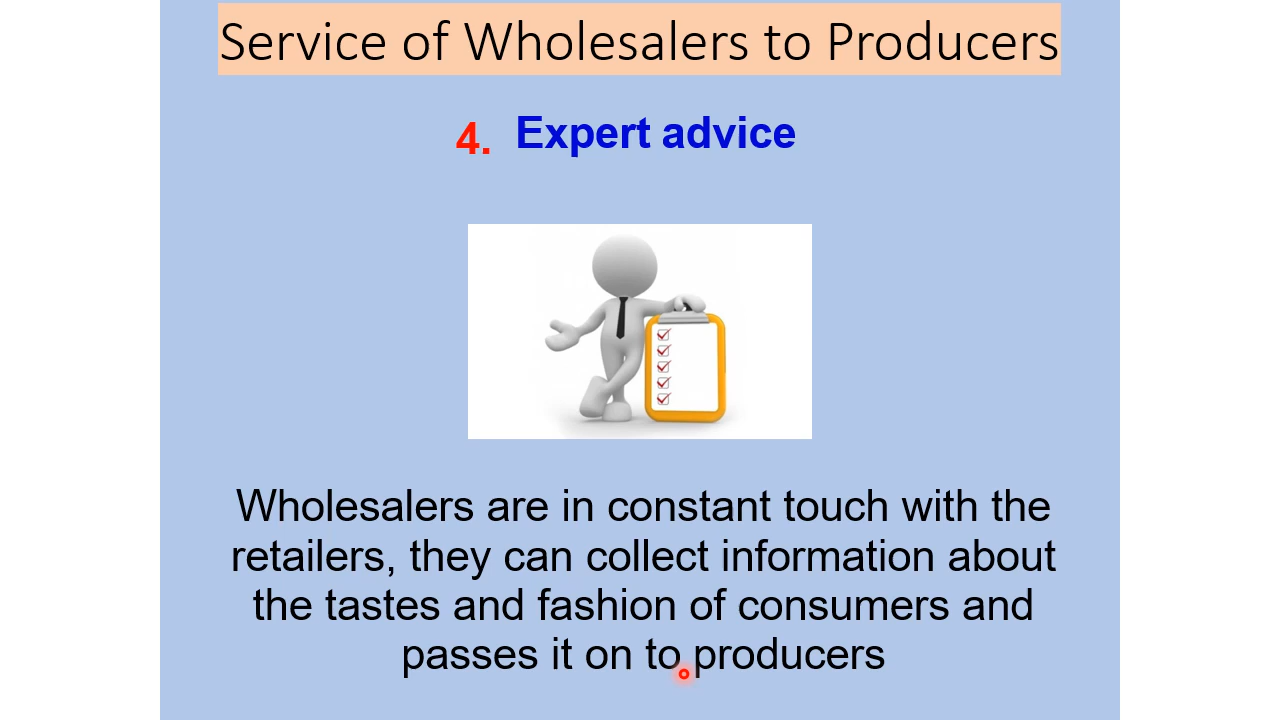 Service of Wholesalers to Producers
4. Expert advice
Wholesalers are in constant touch with the
retailers, they can collect information about
the tastes and fashion of consumers and
passes it on to producers